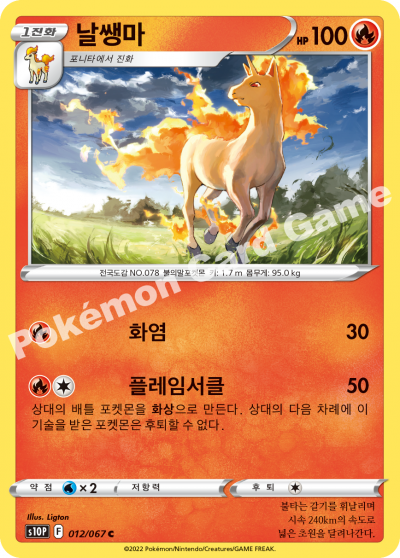 1진화
날쌩마
HP 100
포니타에서 진화
전국도감 NO.078 불의말포켓몬 키: 1.7 m 몸무게: 95.0 kg
Pokémon Card Game
화염 30
플레임서클 50
상대의 배틀 포켓몬을 화상으로 만든다. 상대의 다음 차례에 이
기술을 받은 포켓몬은 후퇴할 수 없다.
약점 ×2 저항력 후퇴
Illus. Ligton
s10P F 012/067 C
불타는 갈기를 휘날리며
시속 240km의 속도로
넓은 초원을 달려나간다.
©2022 Pokémon/Nintendo/Creatures/GAME FREAK.